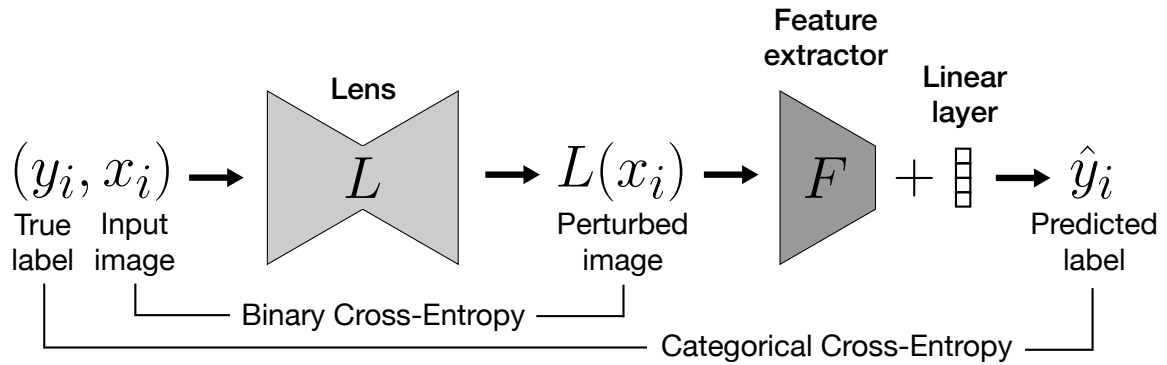 Feature
extractor
Lens
Linear
layer
(y_i, x_i)
L
L(x_i)
F
+
ŷ_i
True
label
Input
image
Perturbed
image
Predicted
label
Binary Cross-Entropy
Categorical Cross-Entropy